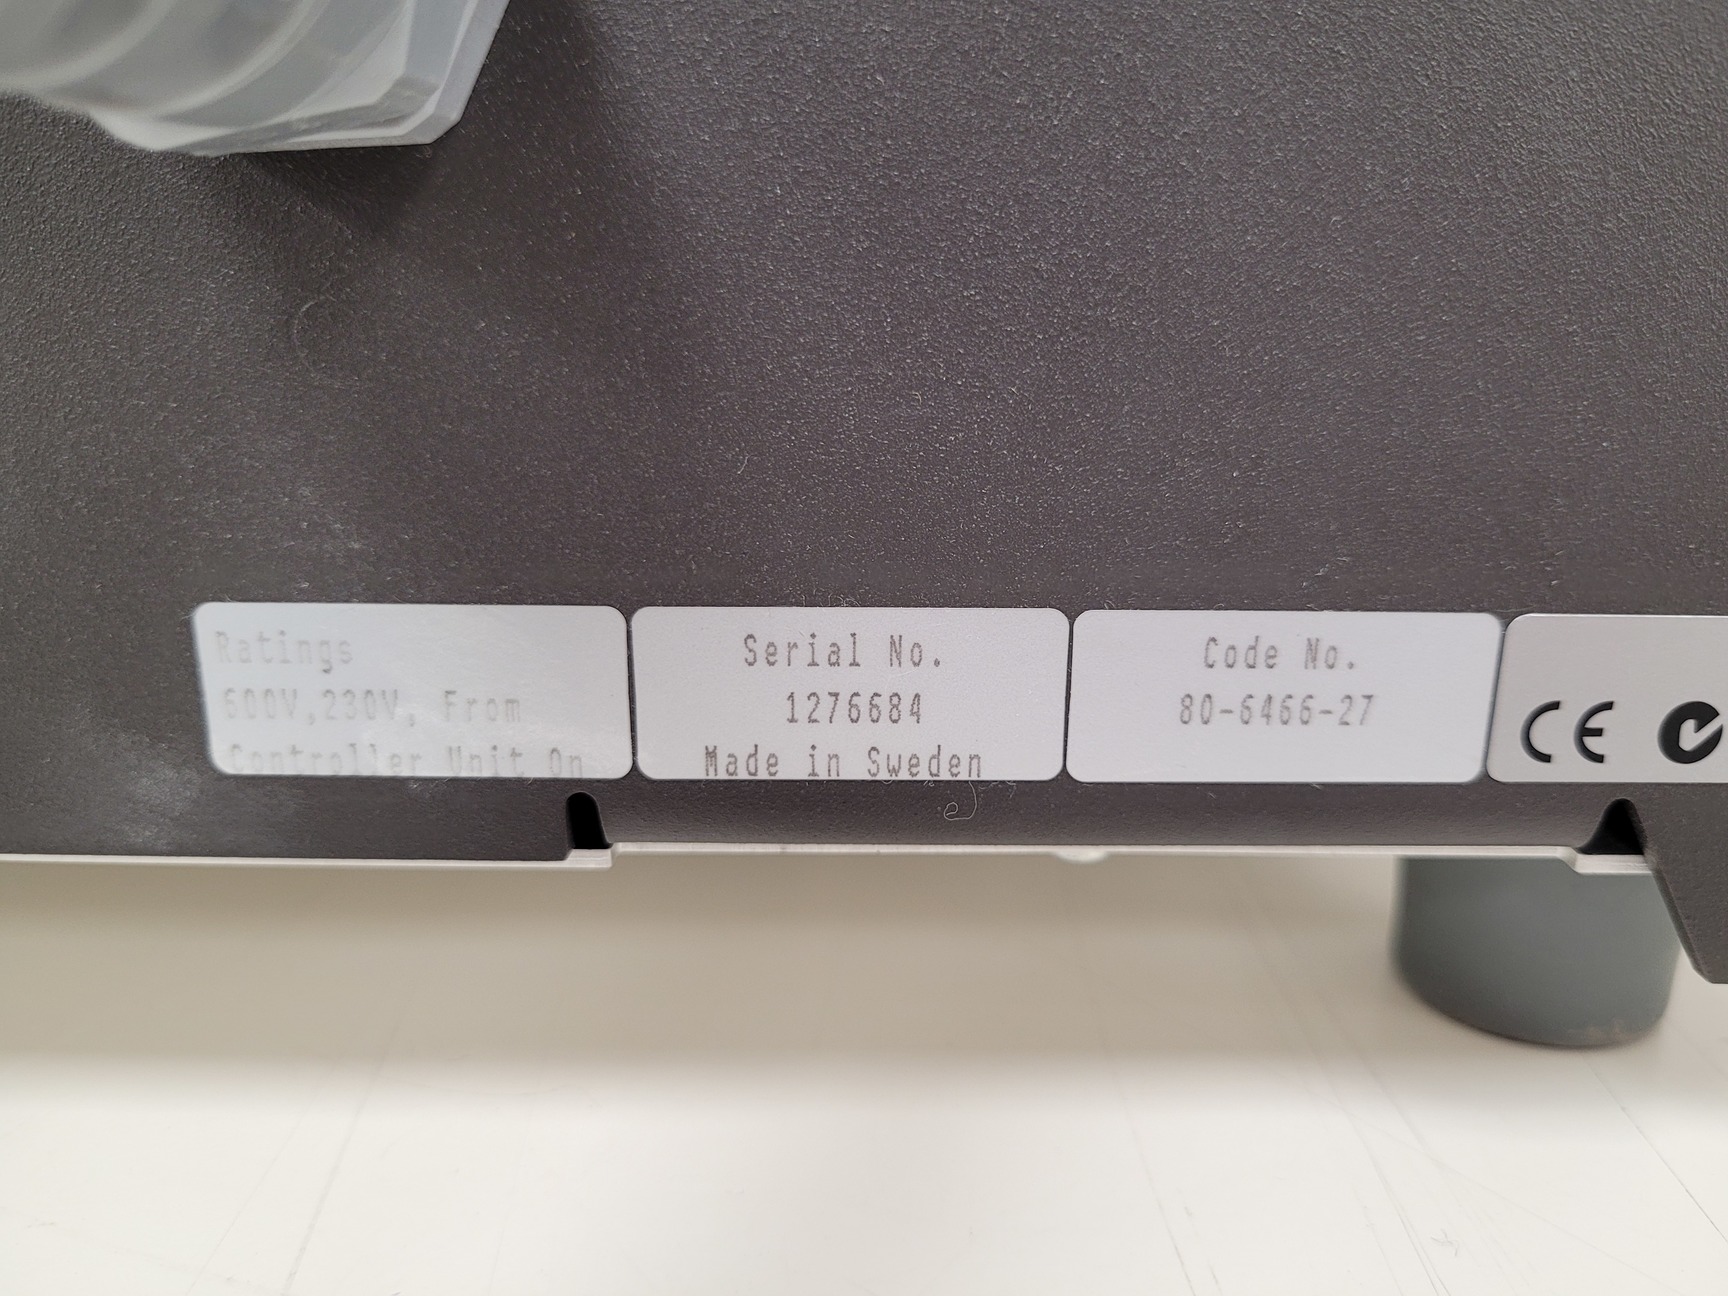 Ratings
600V,230V, From
Controller Unit On
Serial No.
1276684
Made in Sweden
Code No.
80-6466-27
CE